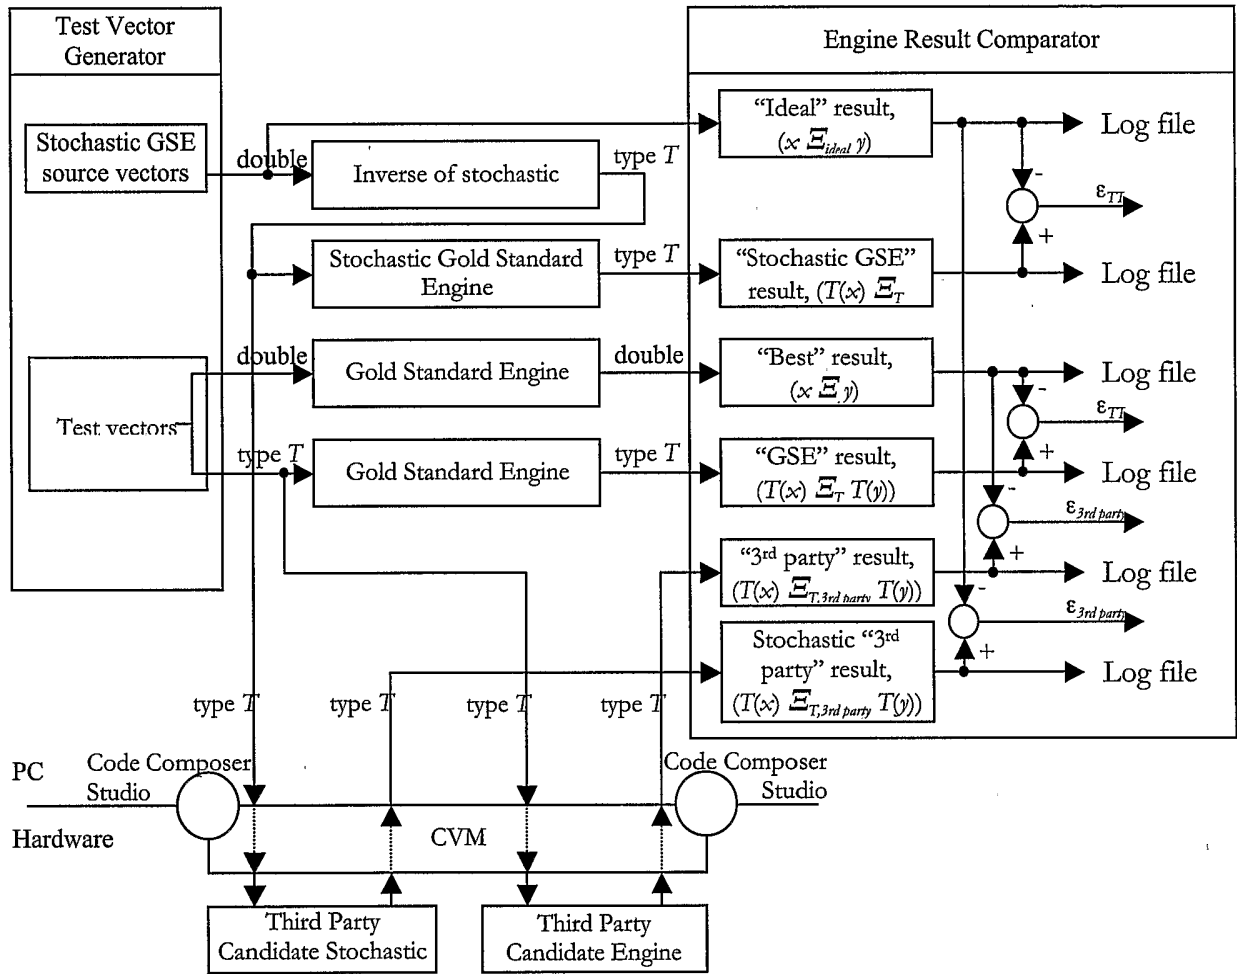 Test Vector
Generator
Engine Result Comparator
Stochastic GSE
source vectors
double
Inverse of stochastic
type T
"Ideal" result,
(x Ξideal y)
Log file
-
εTT
+
Stochastic Gold Standard
Engine
type T
"Stochastic GSE"
result, (T(x) ΞT
Log file
Test vectors
double
Gold Standard Engine
double
"Best" result,
(x Ξ y)
Log file
-
εTT
+
type T
Gold Standard Engine
type T
"GSE" result,
(T(x) ΞT T(y))
Log file
-
ε3rd party
+
"3rd party" result,
(T(x) ΞT,3rd party T(y))
Log file
-
ε3rd party
+
Stochastic "3rd
party" result,
(T(x) ΞT,3rd party T(y))
Log file
type T
type T
type T
type T
PC
Code Composer
Studio
Code Composer
Studio
Hardware
CVM
Third Party
Candidate Stochastic
Third Party
Candidate Engine